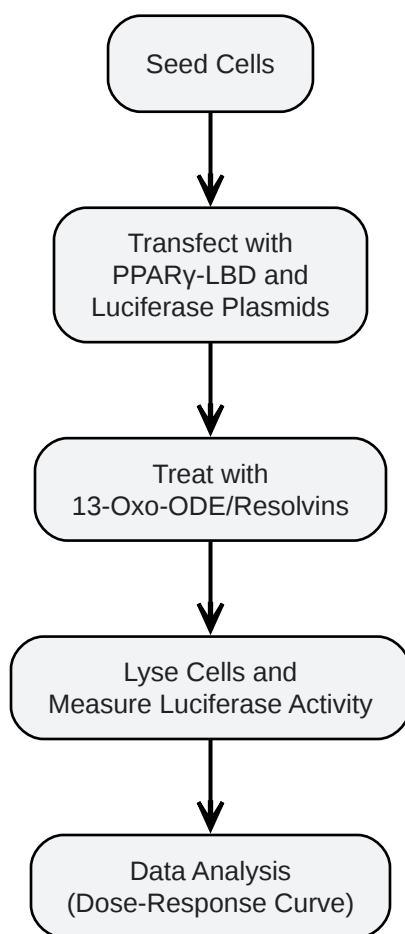 Seed Cells
Transfect with
PPARγ-LBD and
Luciferase Plasmids
Treat with
13-Oxo-ODE/Resolvins
Lyse Cells and
Measure Luciferase Activity
Data Analysis
(Dose-Response Curve)